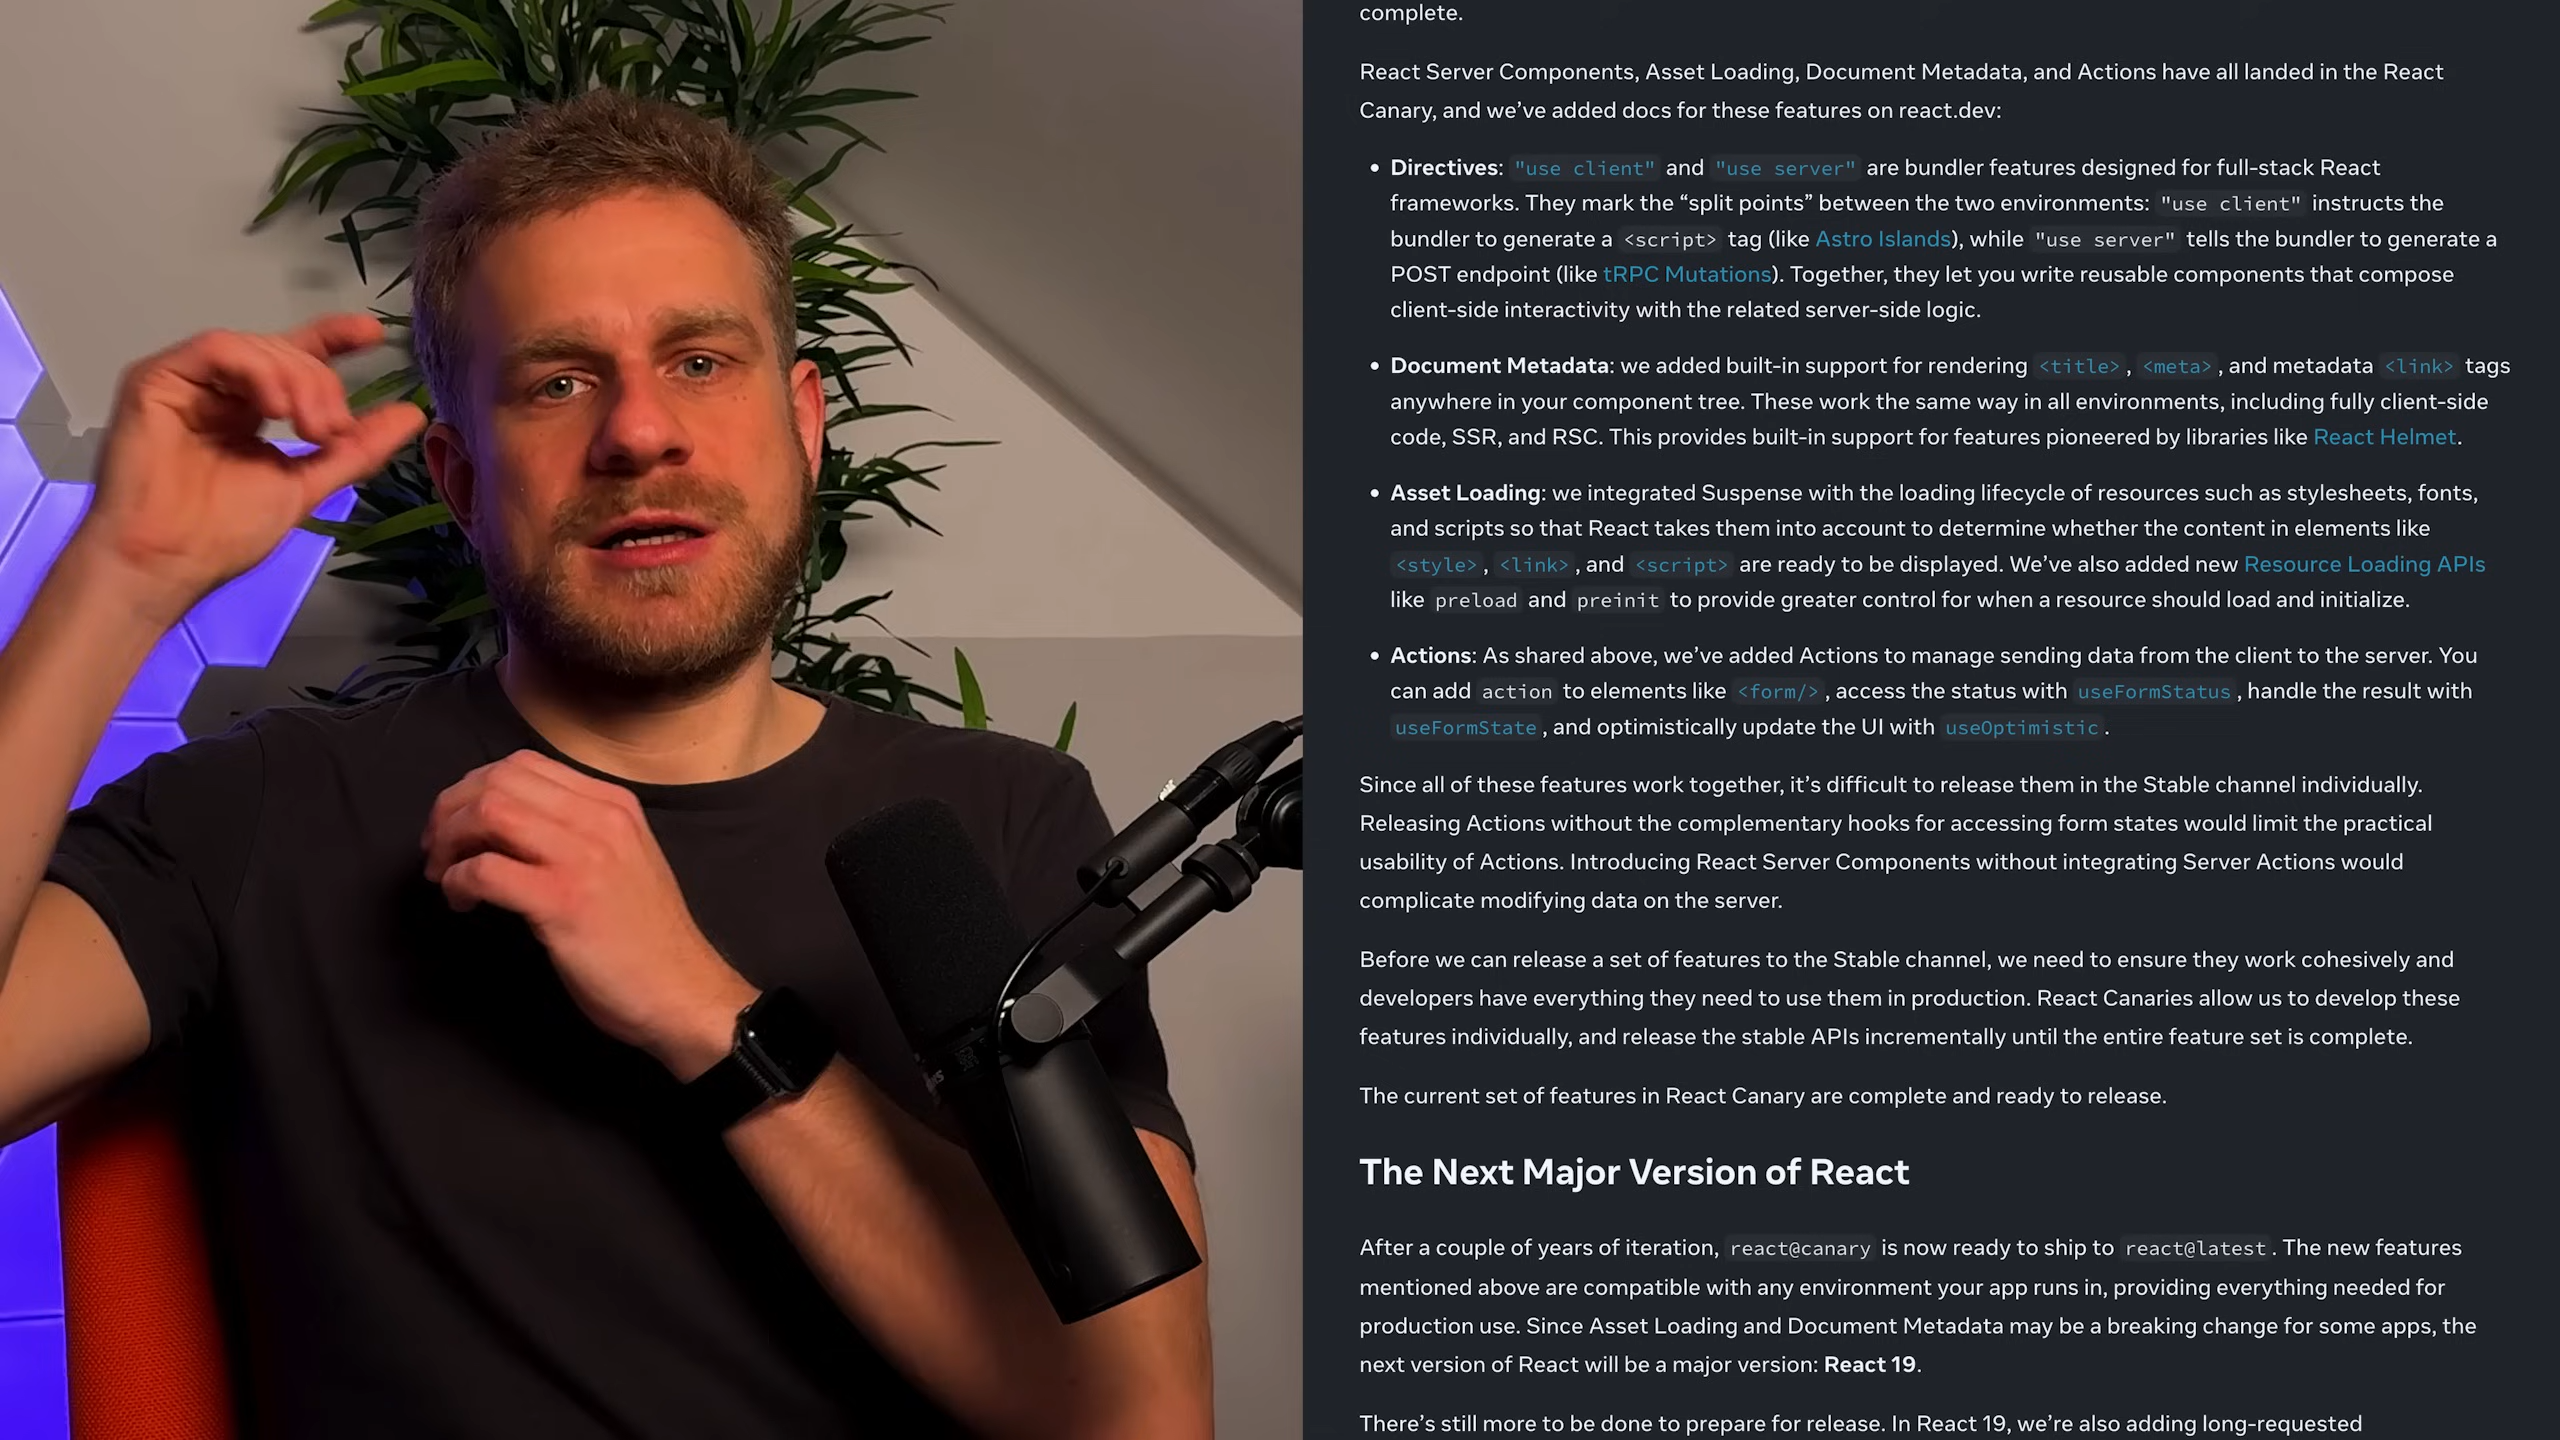 complete.
React Server Components, Asset Loading, Document Metadata, and Actions have all landed in the React
Canary, and we’ve added docs for these features on react.dev:
• Directives: "use client" and "use server" are bundler features designed for full-stack React
frameworks. They mark the “split points” between the two environments: "use client" instructs the
bundler to generate a <script> tag (like Astro Islands), while "use server" tells the bundler to generate a
POST endpoint (like tRPC Mutations). Together, they let you write reusable components that compose
client-side interactivity with the related server-side logic.
• Document Metadata: we added built-in support for rendering <title>, <meta>, and metadata <link> tags
anywhere in your component tree. These work the same way in all environments, including fully client-side
code, SSR, and RSC. This provides built-in support for features pioneered by libraries like React Helmet.
• Asset Loading: we integrated Suspense with the loading lifecycle of resources such as stylesheets, fonts,
and scripts so that React takes them into account to determine whether the content in elements like
<style>, <link>, and <script> are ready to be displayed. We’ve also added new Resource Loading APIs
like preload and preinit to provide greater control for when a resource should load and initialize.
• Actions: As shared above, we’ve added Actions to manage sending data from the client to the server. You
can add action to elements like <form/>, access the status with useFormStatus, handle the result with
useFormState, and optimistically update the UI with useOptimistic.
Since all of these features work together, it’s difficult to release them in the Stable channel individually.
Releasing Actions without the complementary hooks for accessing form states would limit the practical
usability of Actions. Introducing React Server Components without integrating Server Actions would
complicate modifying data on the server.
Before we can release a set of features to the Stable channel, we need to ensure they work cohesively and
developers have everything they need to use them in production. React Canaries allow us to develop these
features individually, and release the stable APIs incrementally until the entire feature set is complete.
The current set of features in React Canary are complete and ready to release.
The Next Major Version of React
After a couple of years of iteration, react@canary is now ready to ship to react@latest. The new features
mentioned above are compatible with any environment your app runs in, providing everything needed for
production use. Since Asset Loading and Document Metadata may be a breaking change for some apps, the
next version of React will be a major version: React 19.
There’s still more to be done to prepare for release. In React 19, we’re also adding long-requested